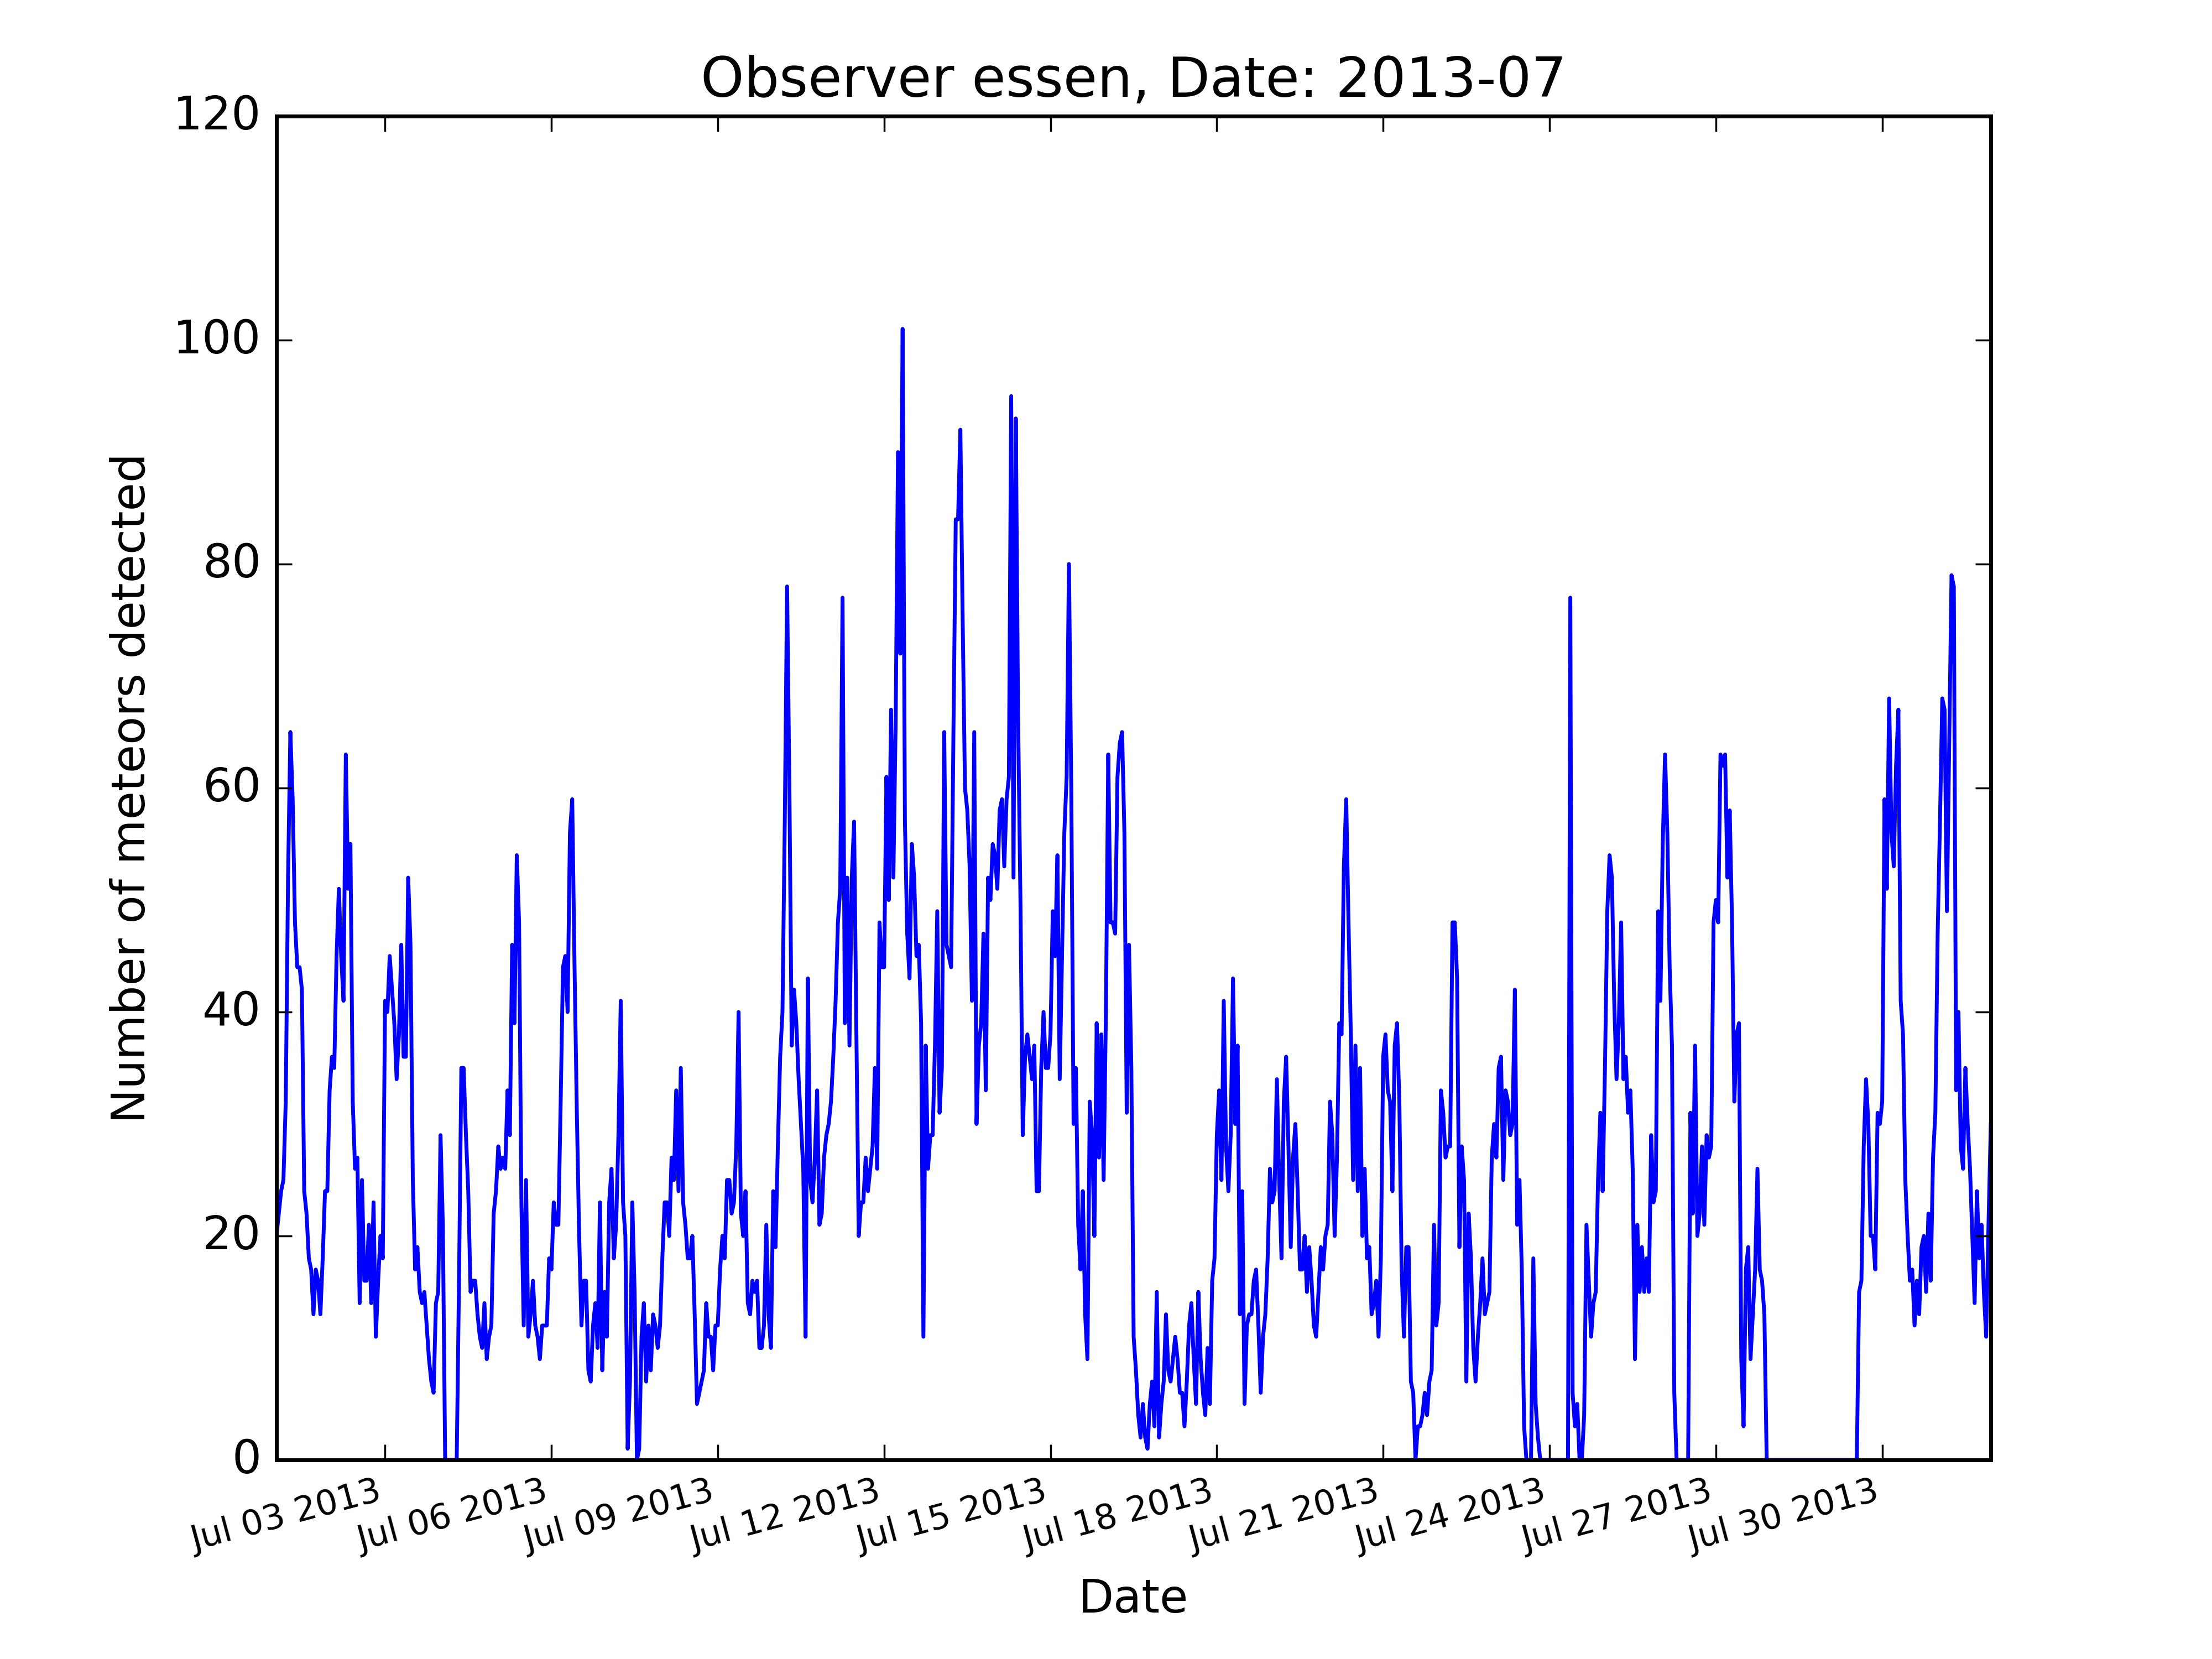 Observer essen, Date: 2013-07
120
100
80
60
40
20
0
Number of meteors detected
Jul 03 2013
Jul 06 2013
Jul 09 2013
Jul 12 2013
Jul 15 2013
Jul 18 2013
Jul 21 2013
Jul 24 2013
Jul 27 2013
Jul 30 2013
Date